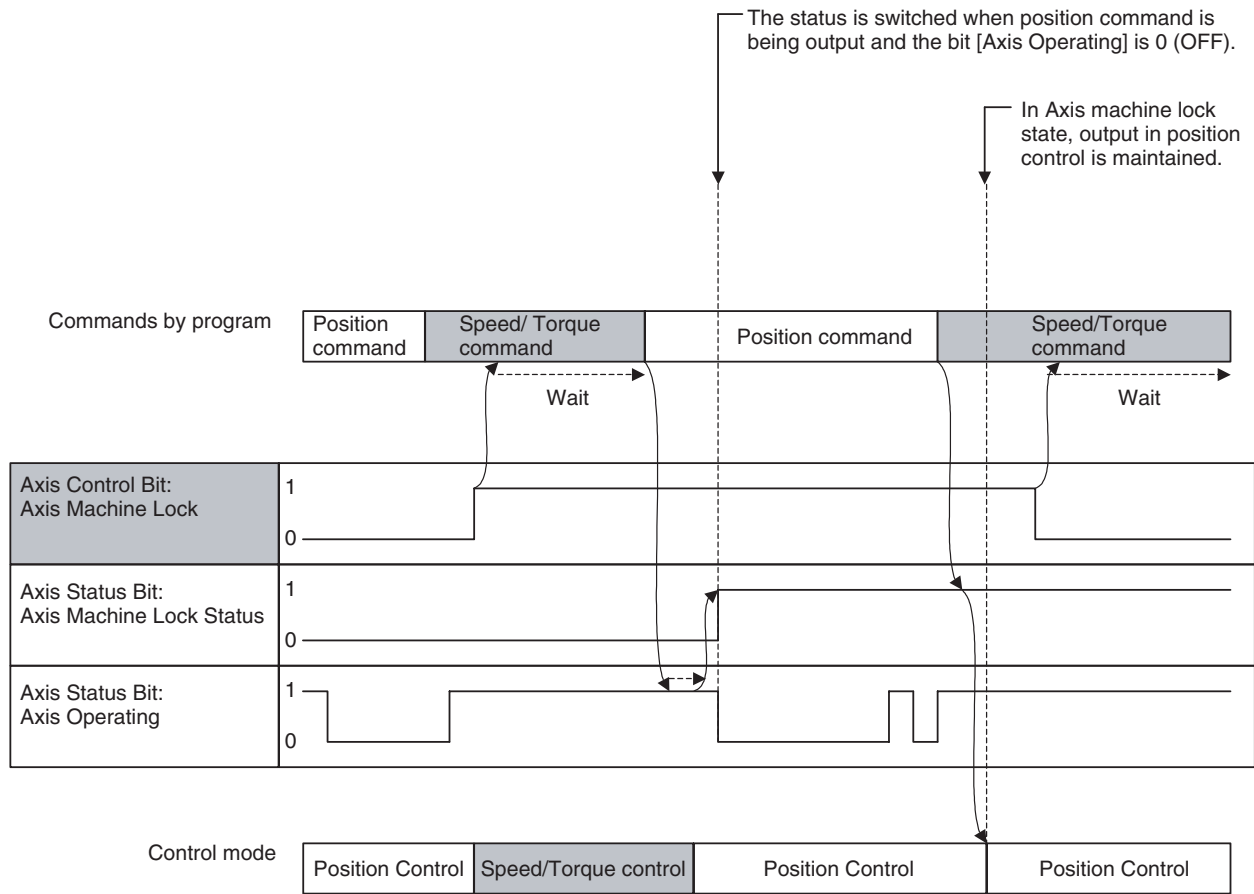 The status is switched when position command is
being output and the bit [Axis Operating] is 0 (OFF).
In Axis machine lock
state, output in position
control is maintained.
Commands by program
Position
command
Speed/ Torque
command
Position command
Speed/Torque
command
Wait
Wait
Axis Control Bit:
Axis Machine Lock
1
0
Axis Status Bit:
Axis Machine Lock Status
1
0
Axis Status Bit:
Axis Operating
1
0
Control mode
Position Control
Speed/Torque control
Position Control
Position Control